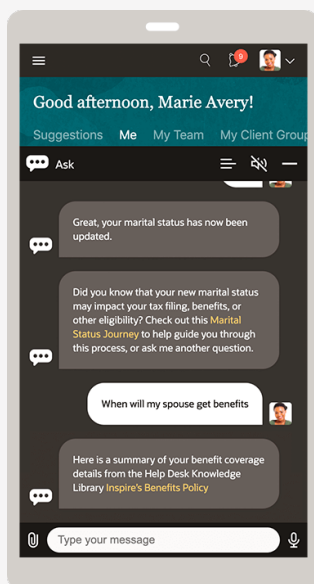 9
Good afternoon, Marie Avery!
Suggestions Me My Team My Client Group
Ask
Great, your marital status has now been
updated.
Did you know that your new marital status
may impact your tax filing, benefits, or
other eligibility? Check out this Marital
Status Journey to help guide you through
this process, or ask me another question.
When will my spouse get benefits
Here is a summary of your benefit coverage
details from the Help Desk Knowledge
Library Inspire's Benefits Policy
Type your message